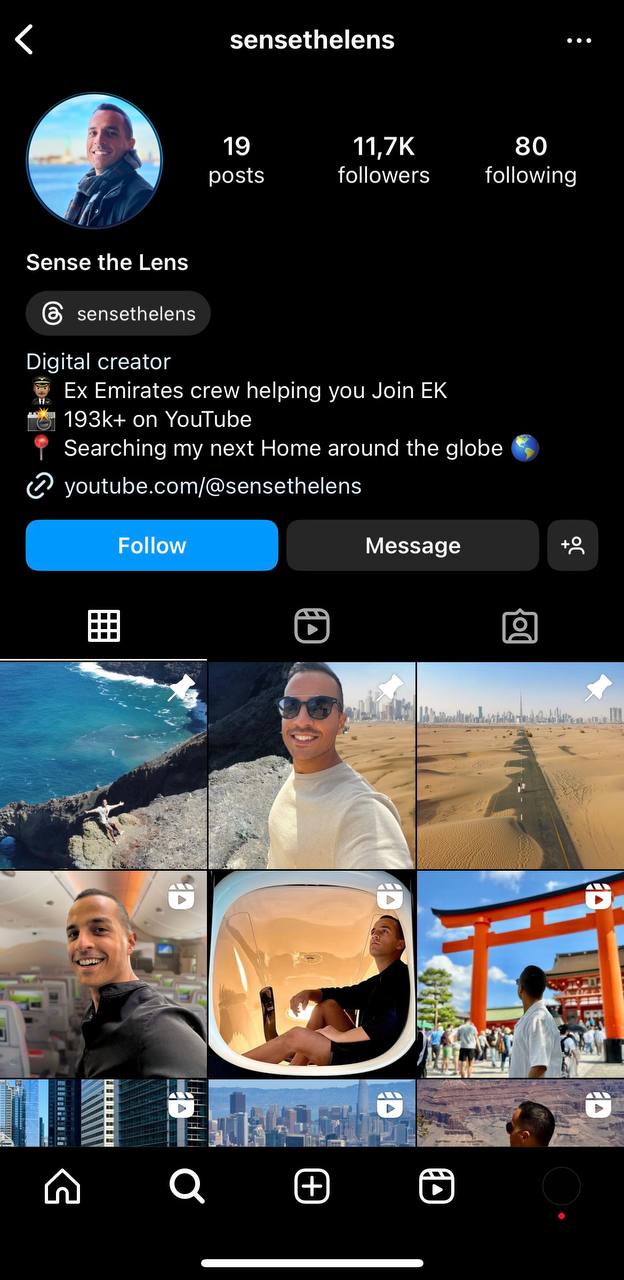 sensethelens
19 11,7K 80
posts followers following
Sense the Lens
sensethelens
Digital creator
Ex Emirates crew helping you Join EK
193k+ on YouTube
Searching my next Home around the globe
youtube.com/@sensethelens
Follow Message